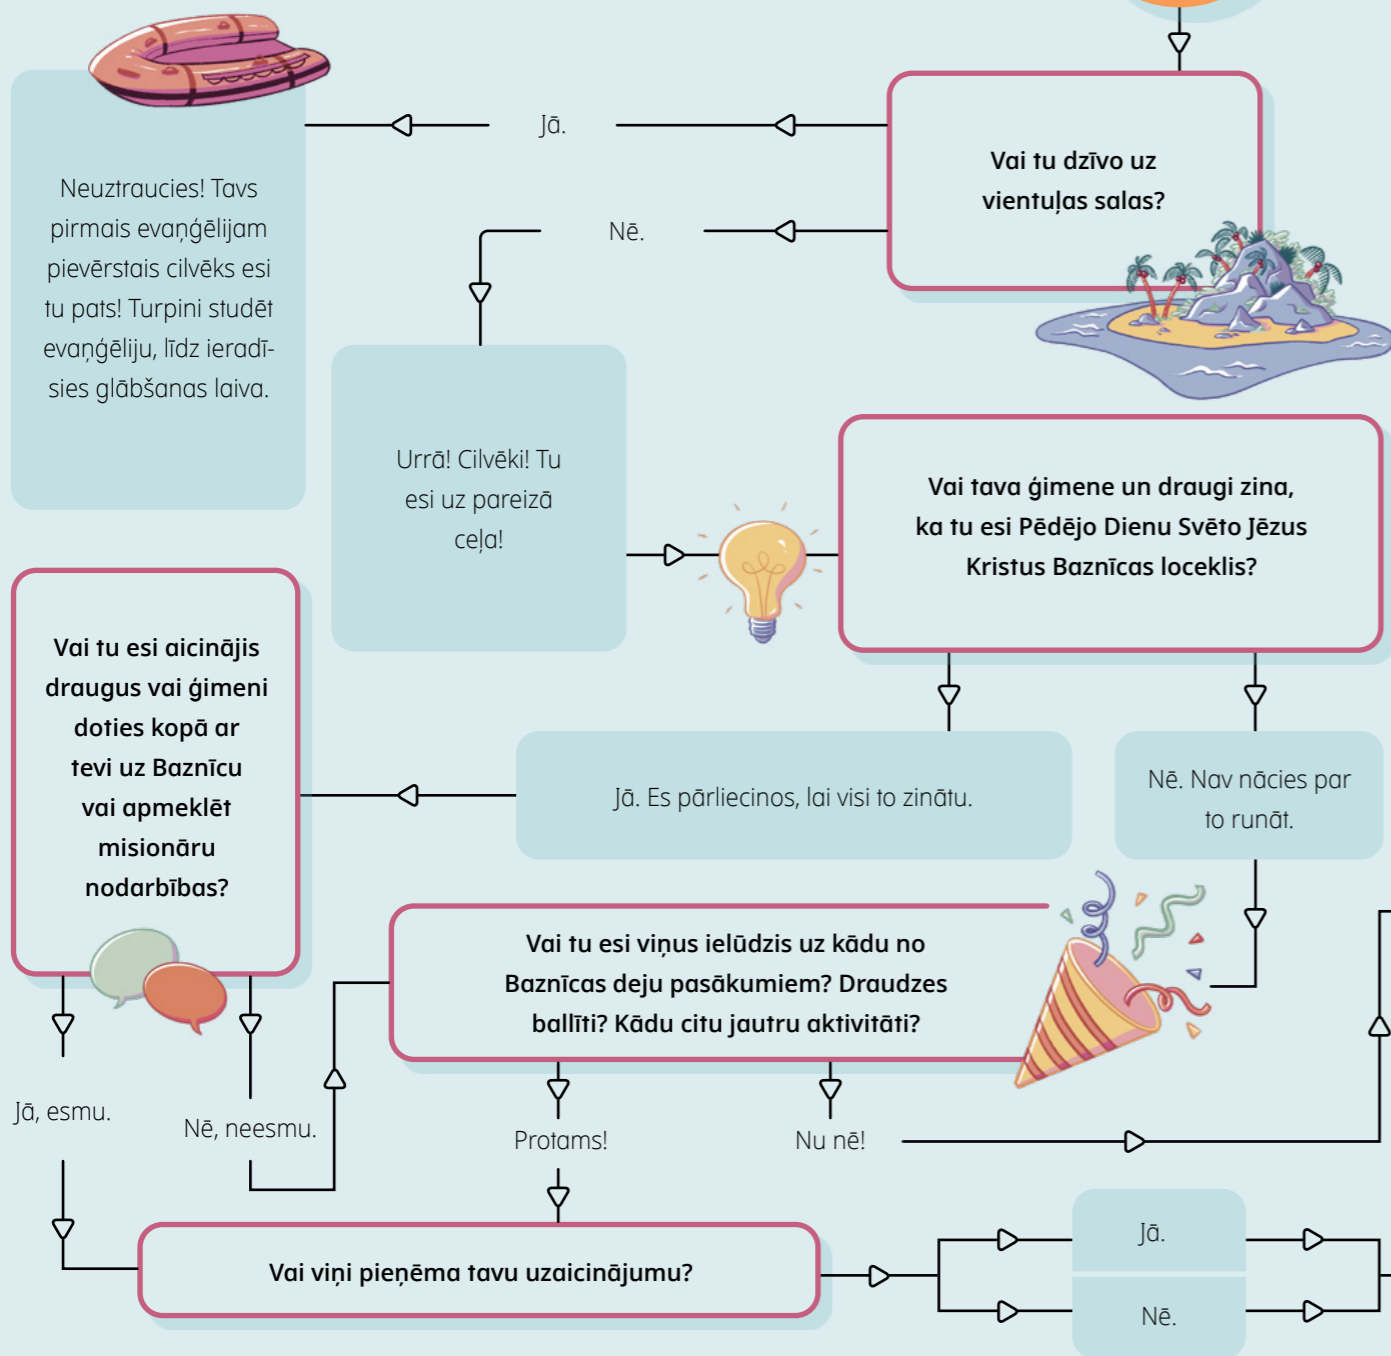 Vai tu dzīvo uz
vientuļas salas?
Jā.
Neuztraucies! Tavs
pirmais evaņģēlijam
pievērstais cilvēks esi
tu pats! Turpini studēt
evaņģēliju, līdz ieradī-
sies glābšanas laiva.
Nē.
Urrā! Cilvēki! Tu
esi uz pareizā
ceļa!
Vai tava ģimene un draugi zina,
ka tu esi Pēdējo Dienu Svēto Jēzus
Kristus Baznīcas loceklis?
Jā. Es pārliecinos, lai visi to zinātu.
Nē. Nav nācies par
to runāt.
Vai tu esi aicinājis
draugus vai ģimeni
doties kopā ar
tevi uz Baznīcu
vai apmeklēt
misionāru
nodarbības?
Jā, esmu.
Nē, neesmu.
Vai tu esi viņus ielūdzis uz kādu no
Baznīcas deju pasākumiem? Draudzes
ballīti? Kādu citu jautru aktivitāti?
Protams!
Nu nē!
Vai viņi pieņēma tavu uzaicinājumu?
Jā.
Nē.